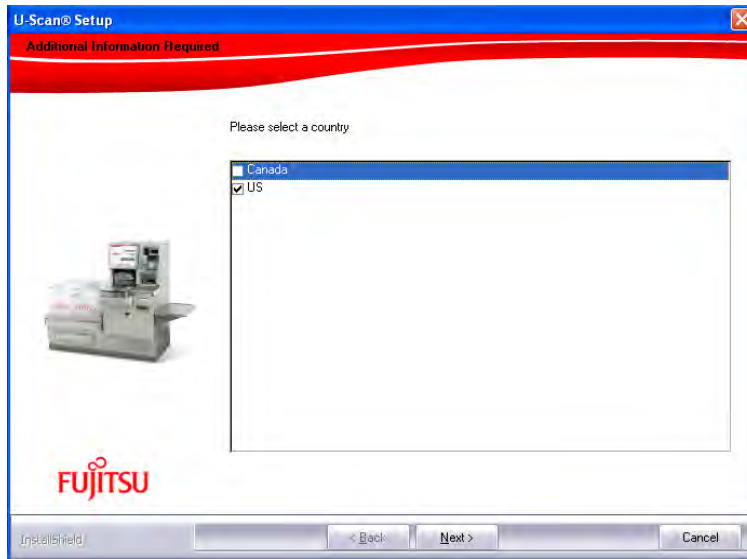 U-Scan® Setup
Additional Information Required
Please select a country
Canada
US
FUJITSU
InstallShield
< Back
Next >
Cancel